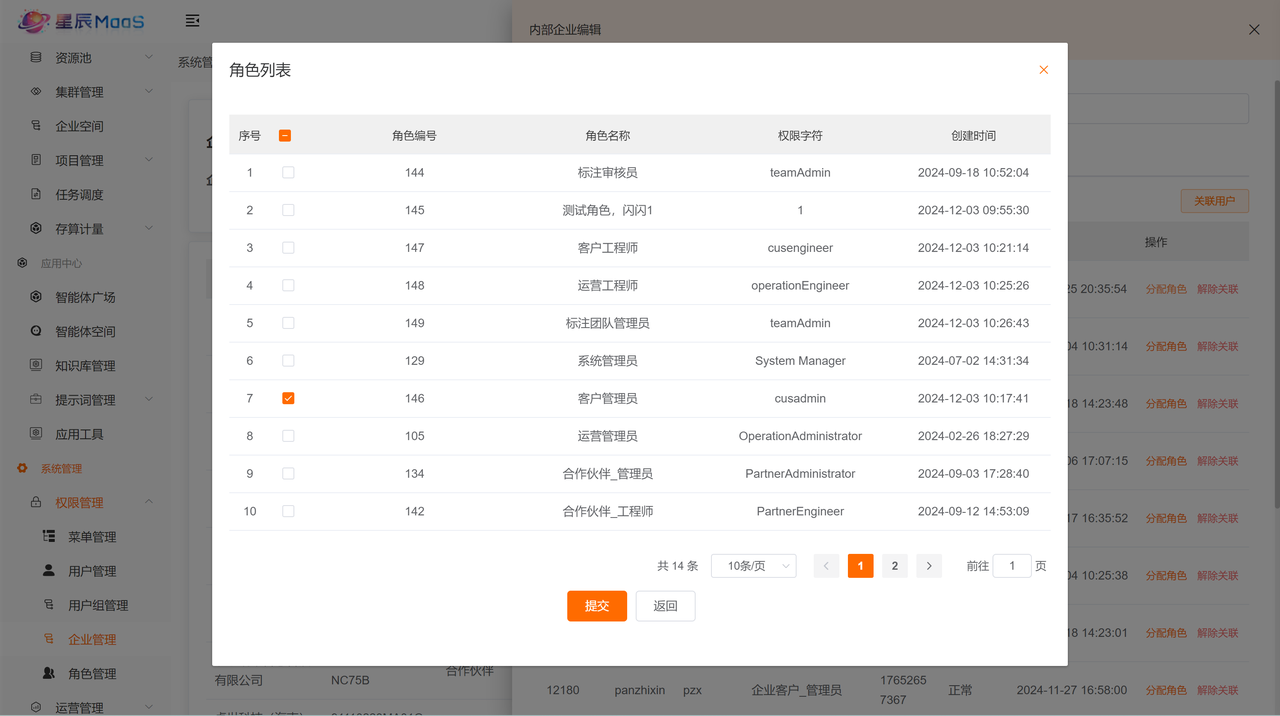 星辰MaaS
内部企业编辑
资源池
系统管
集群管理
企业空间
项目管理
任务调度
存算计量
应用中心
智能体广场
智能体空间
知识库管理
提示词管理
应用工具
系统管理
权限管理
菜单管理
用户管理
用户组管理
企业管理
角色管理
运营管理
角色列表
序号 角色编号 角色名称 权限字符 创建时间
1 144 标注审核员 teamAdmin 2024-09-18 10:52:04
2 145 测试角色，闪闪1 1 2024-12-03 09:55:30
3 147 客户工程师 cusengineer 2024-12-03 10:21:14
4 148 运营工程师 operationEngineer 2024-12-03 10:25:26
5 149 标注团队管理员 teamAdmin 2024-12-03 10:26:43
6 129 系统管理员 System Manager 2024-07-02 14:31:34
7 146 客户管理员 cusadmin 2024-12-03 10:17:41
8 105 运营管理员 OperationAdministrator 2024-02-26 18:27:29
9 134 合作伙伴_管理员 PartnerAdministrator 2024-09-03 17:28:40
10 142 合作伙伴_工程师 PartnerEngineer 2024-09-12 14:53:09
共 14 条 10条/页 1 2 前往 1 页
提交 返回
关联用户
操作
25 20:35:54 分配角色 解除关联
04 10:31:14 分配角色 解除关联
18 14:23:48 分配角色 解除关联
06 17:07:15 分配角色 解除关联
17 16:35:52 分配角色 解除关联
04 10:25:38 分配角色 解除关联
18 14:23:01 分配角色 解除关联
有限公司 NC75B 合作伙伴
12180 panzhixin pzx 企业客户_管理员 1765265 正常 2024-11-27 16:58:00 分配角色 解除关联
7367